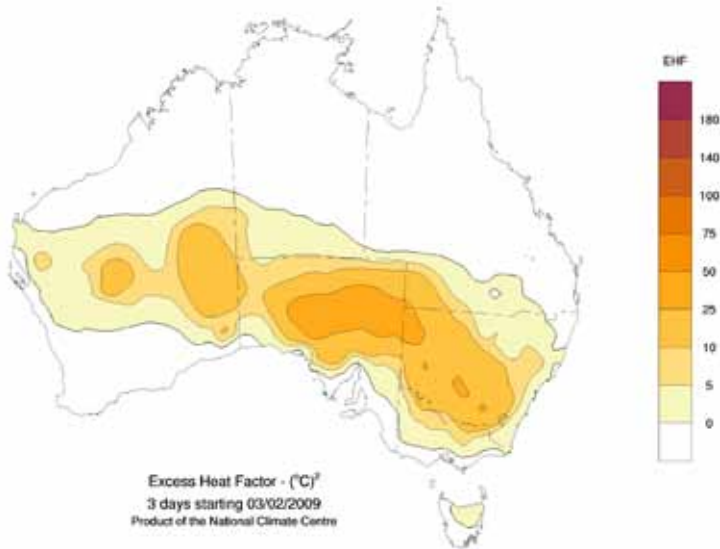 EHF
180
140
100
75
50
25
10
5
0
Excess Heat Factor - (°C)²
3 days starting 03/02/2009
Product of the National Climate Centre